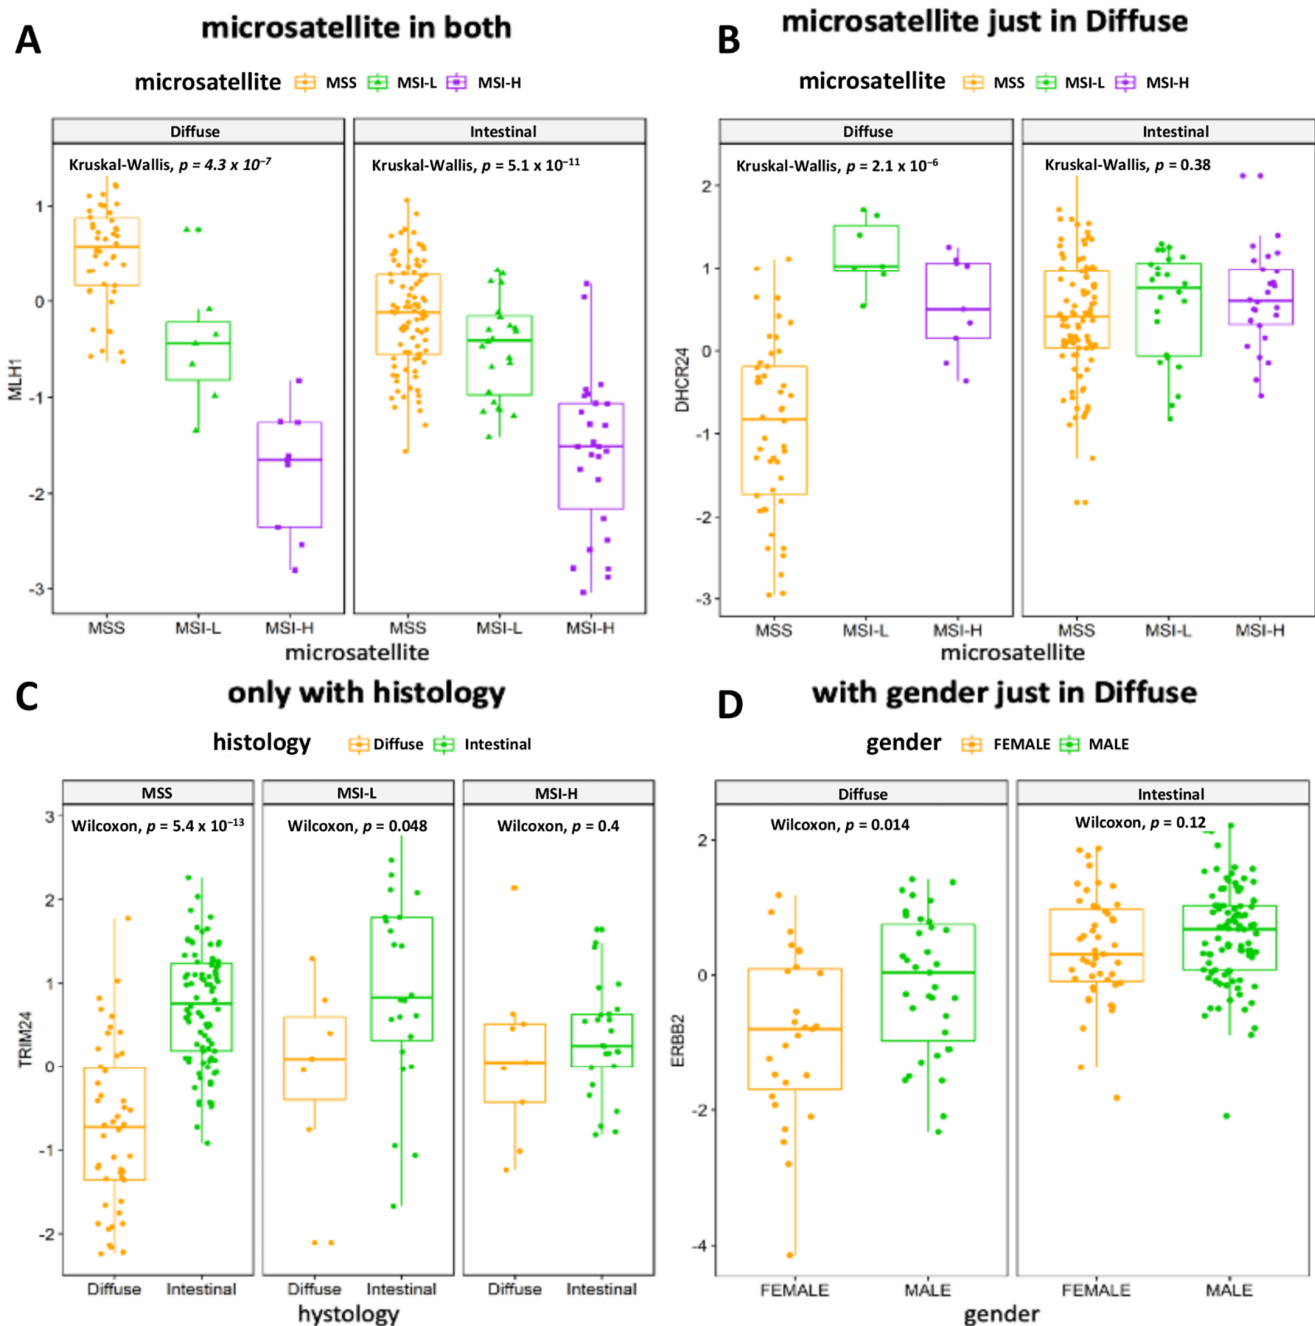 A
microsatellite in both
microsatellite MSS MSI-L MSI-H
Diffuse
Intestinal
Kruskal-Wallis, p = 4.3 x 10⁻⁷
Kruskal-Wallis, p = 5.1 x 10⁻¹¹
MLH1
1
0
-1
-2
-3
MSS MSI-L MSI-H
MSS MSI-L MSI-H
microsatellite
B
microsatellite just in Diffuse
microsatellite MSS MSI-L MSI-H
Diffuse
Intestinal
Kruskal-Wallis, p = 2.1 x 10⁻⁶
Kruskal-Wallis, p = 0.38
DHCR24
2
1
0
-1
-2
-3
MSS MSI-L MSI-H
MSS MSI-L MSI-H
microsatellite
C
only with histology
histology Diffuse Intestinal
MSS
MSI-L
MSI-H
Wilcoxon, p = 5.4 x 10⁻¹³
Wilcoxon, p = 0.048
Wilcoxon, p = 0.4
TRIM24
3
2
1
0
-1
-2
Diffuse Intestinal
Diffuse Intestinal
Diffuse Intestinal
hystology
D
with gender just in Diffuse
gender FEMALE MALE
Diffuse
Intestinal
Wilcoxon, p = 0.014
Wilcoxon, p = 0.12
ERBB2
2
0
-2
-4
FEMALE MALE
FEMALE MALE
gender